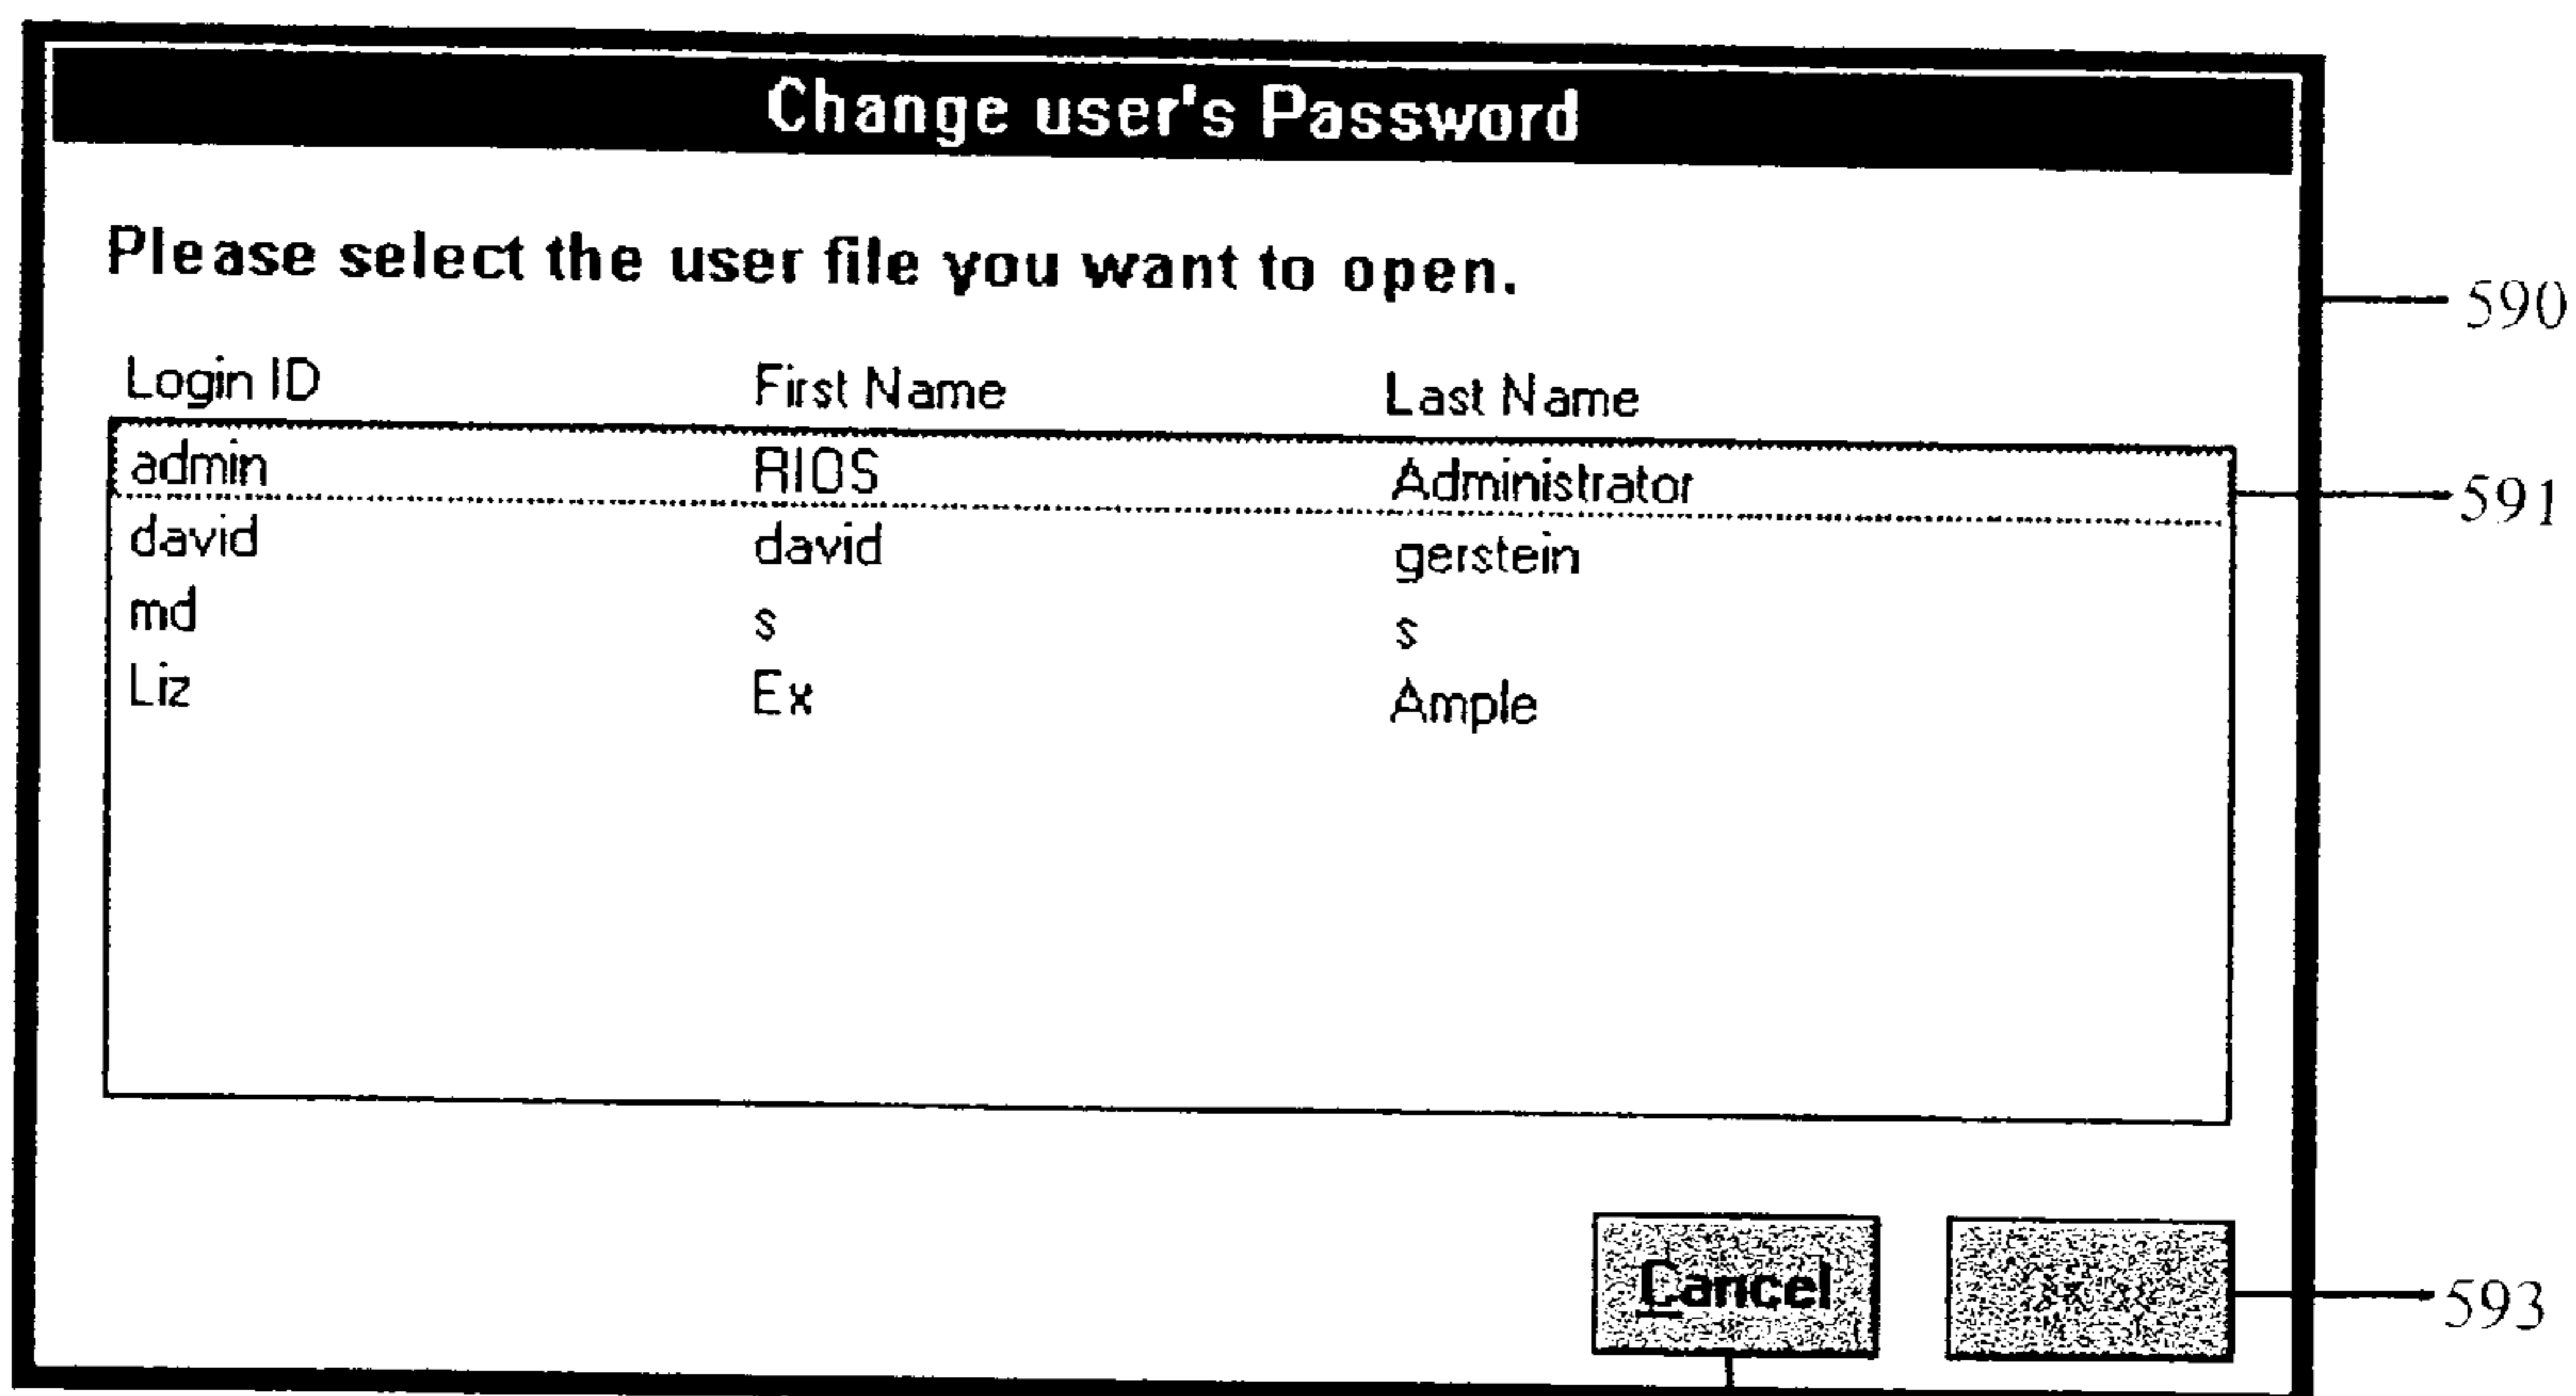 Change user's Password
Please select the user file you want to open.
590
Login ID First Name Last Name
admin RIOS Administrator
591
david david gerstein
md s s
Liz Ex Ample
Cancel
593